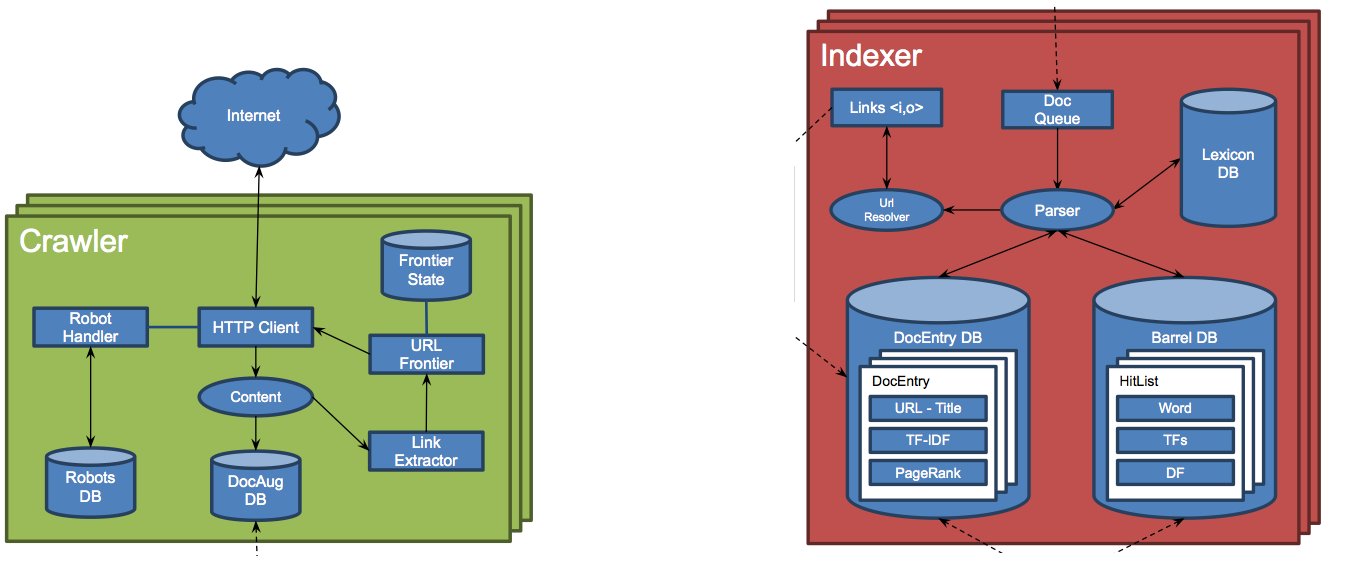 Internet
Crawler
Frontier
State
Robot
Handler
HTTP Client
URL
Frontier
Content
Link
Extractor
Robots
DB
DocAug
DB
Indexer
Links <i,o>
Doc
Queue
Lexicon
DB
Url
Resolver
Parser
DocEntry DB
DocEntry
URL - Title
TF-IDF
PageRank
Barrel DB
HitList
Word
TFs
DF